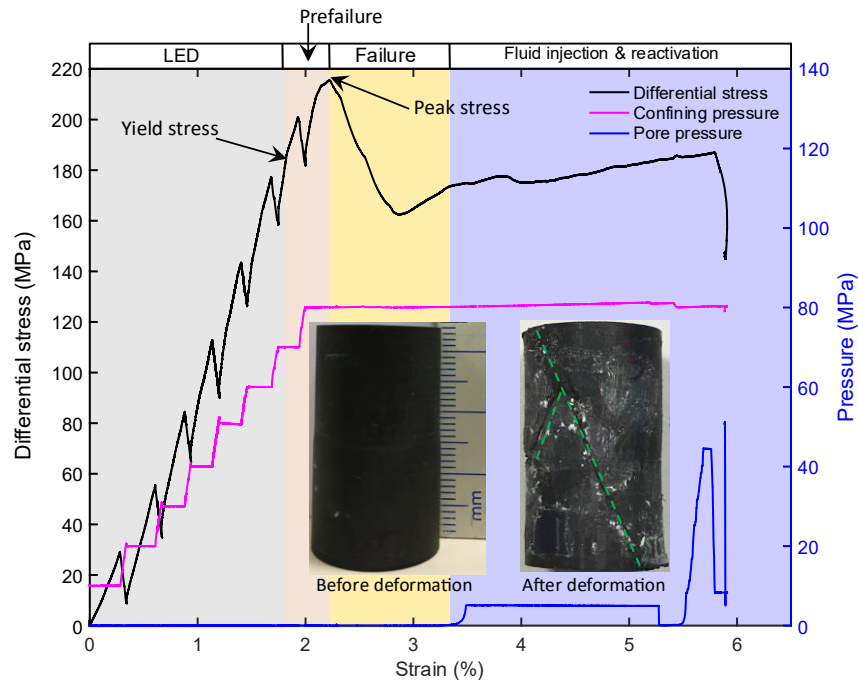 Prefailure
LED
Failure
Fluid injection & reactivation
220
200
180
160
140
120
100
80
60
40
20
0
Differential stress (MPa)
140
120
100
80
60
40
20
0
Pressure (MPa)
Differential stress
Confining pressure
Pore pressure
Peak stress
Yield stress
mm
Before deformation
After deformation
0
1
2
3
4
5
6
Strain (%)